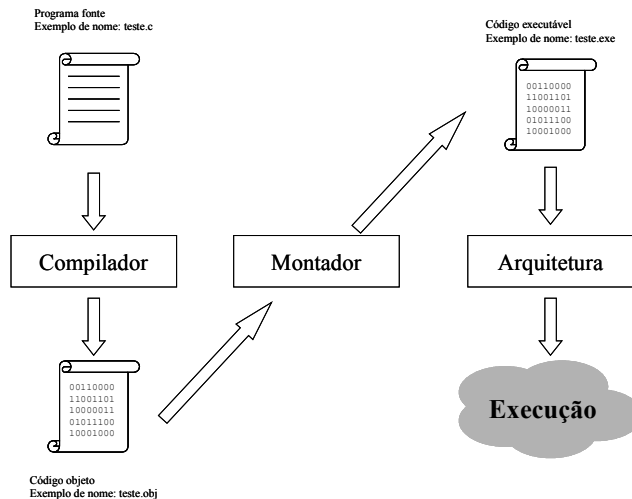 Programa fonte
Exemplo de nome: teste.c
Compilador
00110000
11001101
10000011
01011100
10001000
Código objeto
Exemplo de nome: teste.obj
Montador
Código executável
Exemplo de nome: teste.exe
00110000
11001101
10000011
01011100
10001000
Arquitetura
Execução